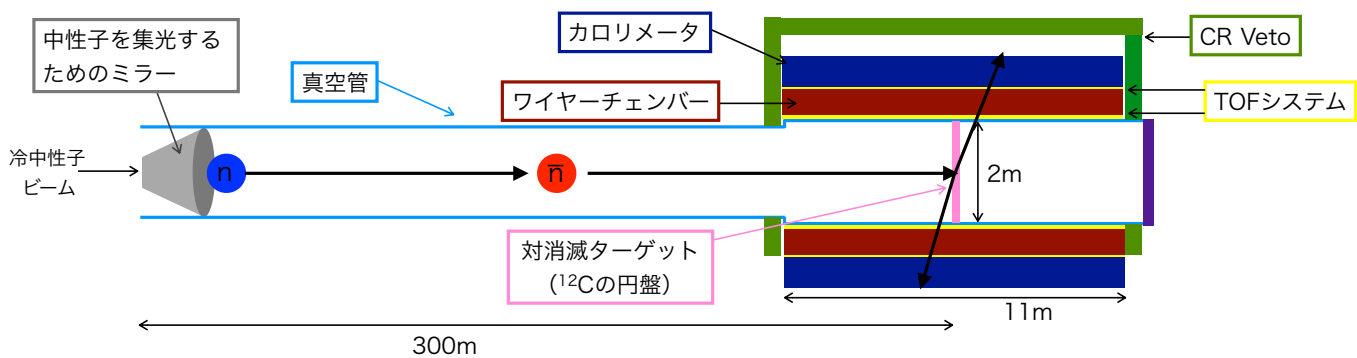 中性子を集光する
ためのミラー
真空管
カロリメータ
ワイヤーチェンバー
CR Veto
TOFシステム
冷中性子
ビーム
n
n̅
2m
対消滅ターゲット
(¹²Cの円盤)
11m
300m